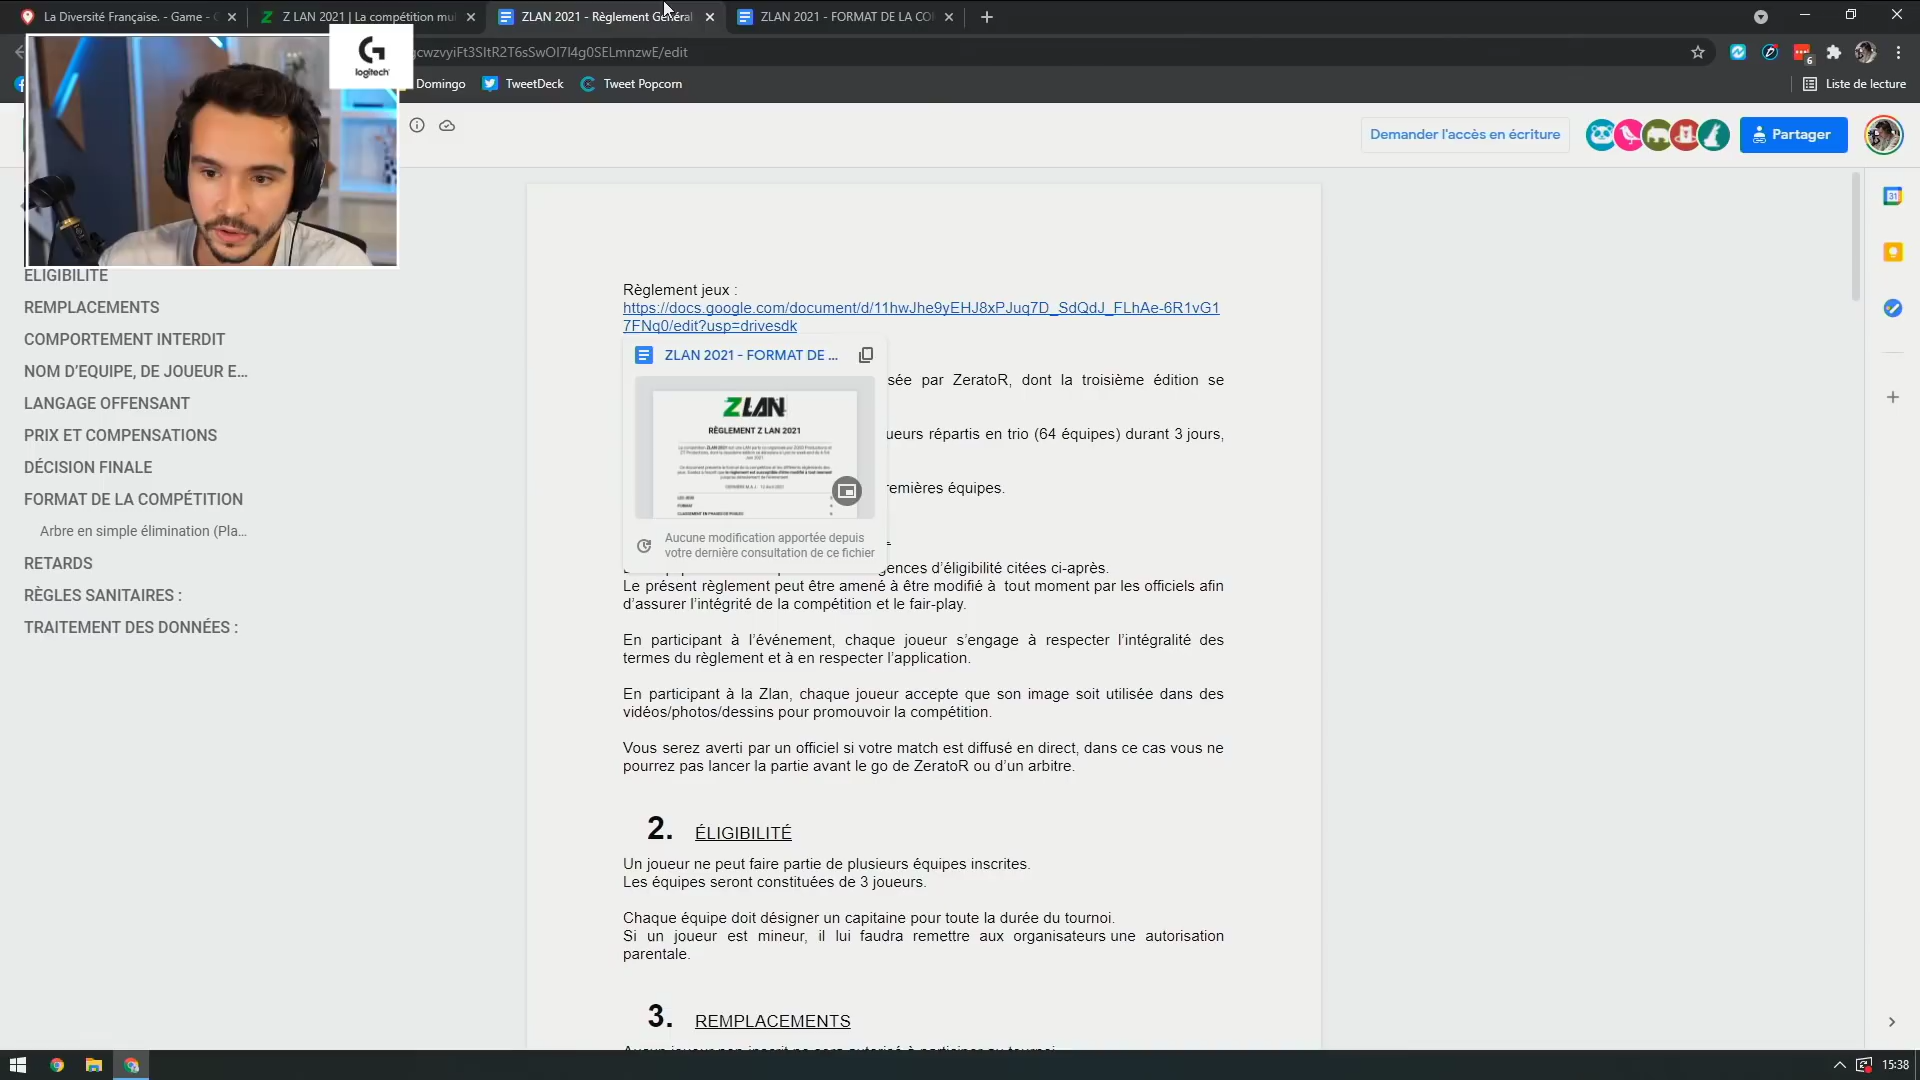 La Diversité Française. - Game -
Z LAN 2021 | La compétition mul
ZLAN 2021 - Règlement Général
ZLAN 2021 - FORMAT DE LA CO
gcwzvyiFt3SItR2T6sSwOI7I4g0SELmnzwE/edit
6
Domingo
TweetDeck
Tweet Popcorn
Liste de lecture
logitech
Demander l'accès en écriture
Partager
31
ÉLIGIBILITÉ
REMPLACEMENTS
COMPORTEMENT INTERDIT
NOM D'EQUIPE, DE JOUEUR E...
LANGAGE OFFENSANT
PRIX ET COMPENSATIONS
DÉCISION FINALE
FORMAT DE LA COMPÉTITION
Arbre en simple élimination (Pla...
RETARDS
RÈGLES SANITAIRES :
TRAITEMENT DES DONNÉES :
Règlement jeux :
https://docs.google.com/document/d/11hwJhe9yEHJ8xPJuq7D_SdQdJ_FLhAe-6R1vG1
7FNq0/edit?usp=drivesdk
ZLAN 2021 - FORMAT DE ...
ZLAN
RÈGLEMENT Z LAN 2021
LES JEUX
FORMAT
Aucune modification apportée depuis
votre dernière consultation de ce fichier
sée par ZeratoR, dont la troisième édition se
ueurs répartis en trio (64 équipes) durant 3 jours,
remières équipes.
gences d'éligibilité citées ci-après.
Le présent règlement peut être amené à être modifié à tout moment par les officiels afin
d'assurer l'intégrité de la compétition et le fair-play.
En participant à l'événement, chaque joueur s'engage à respecter l'intégralité des
termes du règlement et à en respecter l'application.
En participant à la Zlan, chaque joueur accepte que son image soit utilisée dans des
vidéos/photos/dessins pour promouvoir la compétition.
Vous serez averti par un officiel si votre match est diffusé en direct, dans ce cas vous ne
pourrez pas lancer la partie avant le go de ZeratoR ou d'un arbitre.
2. ÉLIGIBILITÉ
Un joueur ne peut faire partie de plusieurs équipes inscrites.
Les équipes seront constituées de 3 joueurs.
Chaque équipe doit désigner un capitaine pour toute la durée du tournoi.
Si un joueur est mineur, il lui faudra remettre aux organisateurs une autorisation
parentale.
3. REMPLACEMENTS
15:38